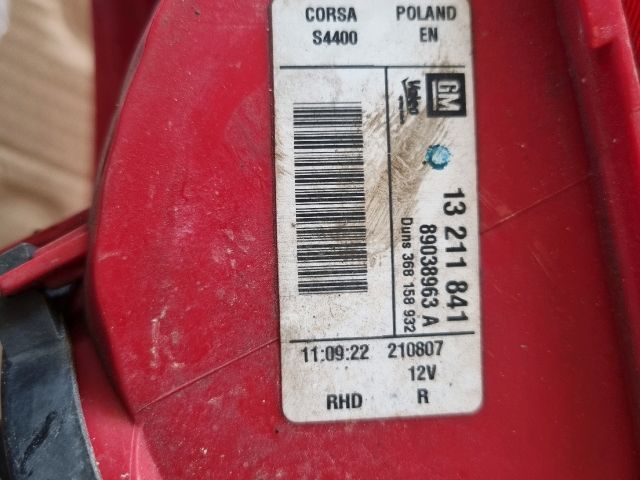 CORSA POLAND
S4400 EN
Valeo GM
13 211 841
89038963 A
Duns 368 158 932
11:09:22 210807
12V
RHD R